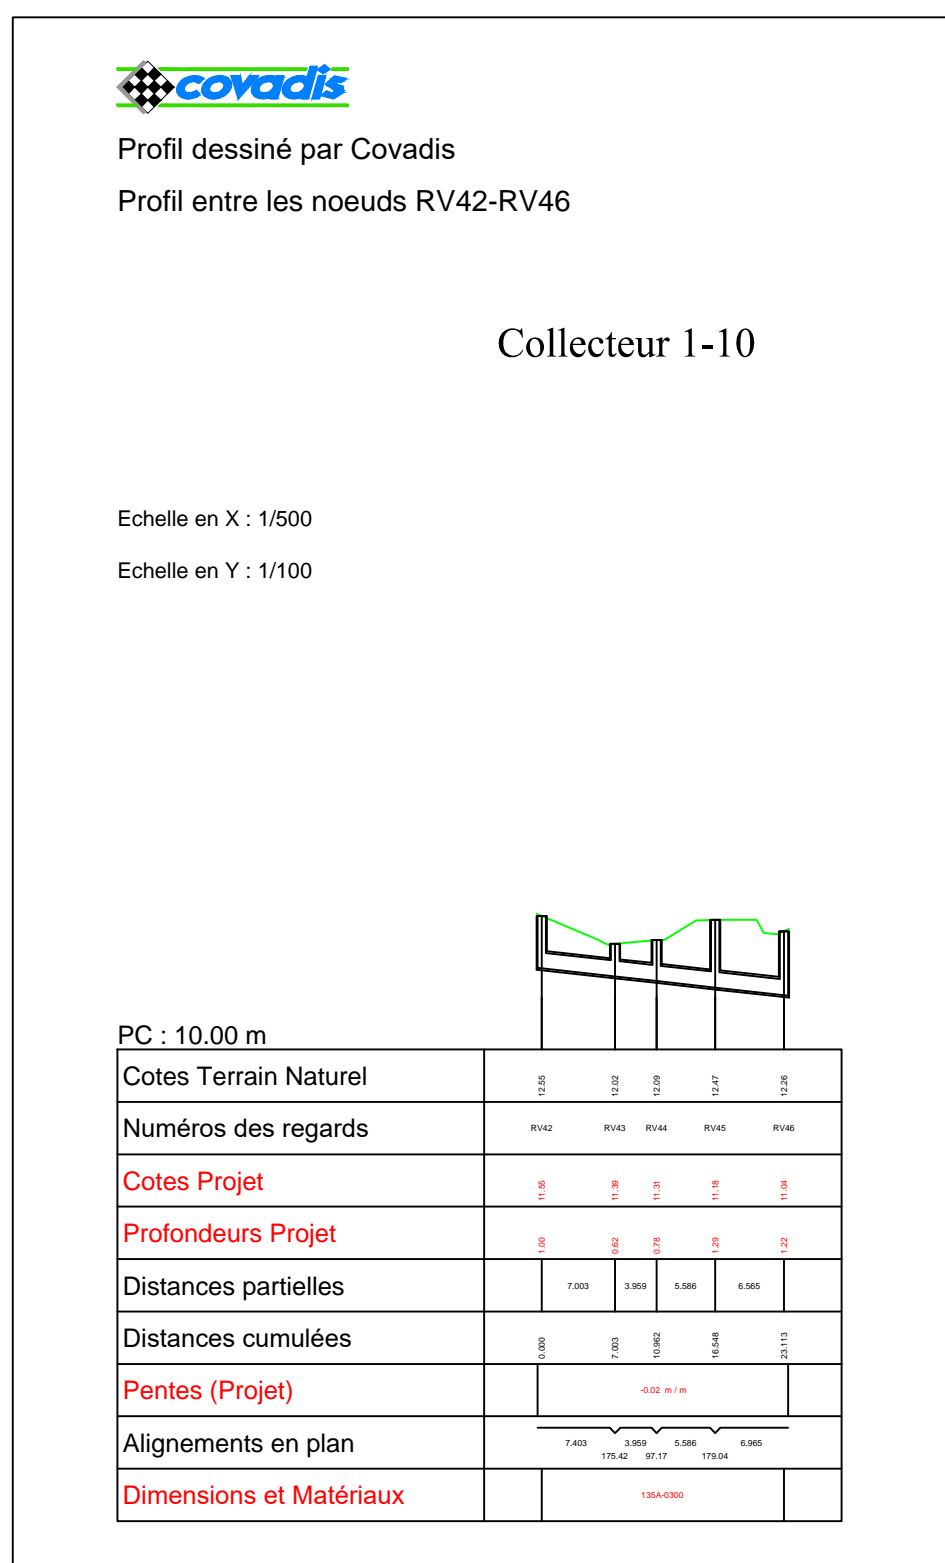 covadis
Profil dessiné par Covadis
Profil entre les noeuds RV42-RV46
Collecteur 1-10
Echelle en X : 1/500
Echelle en Y : 1/100
PC : 10.00 m
Cotes Terrain Naturel 12.55 12.02 12.09 12.47 12.26
Numéros des regards RV42 RV43 RV44 RV45 RV46
Cotes Projet 11.55 11.39 11.31 11.18 11.04
Profondeurs Projet 1.00 0.62 0.78 1.29 1.22
Distances partielles 7.003 3.959 5.586 6.565
Distances cumulées 0.000 7.003 10.962 16.548 23.113
Pentes (Projet) -0.02 m / m
Alignements en plan 7.403 3.959 5.586 6.965
175.42 97.17 179.04
Dimensions et Matériaux 135A-0300